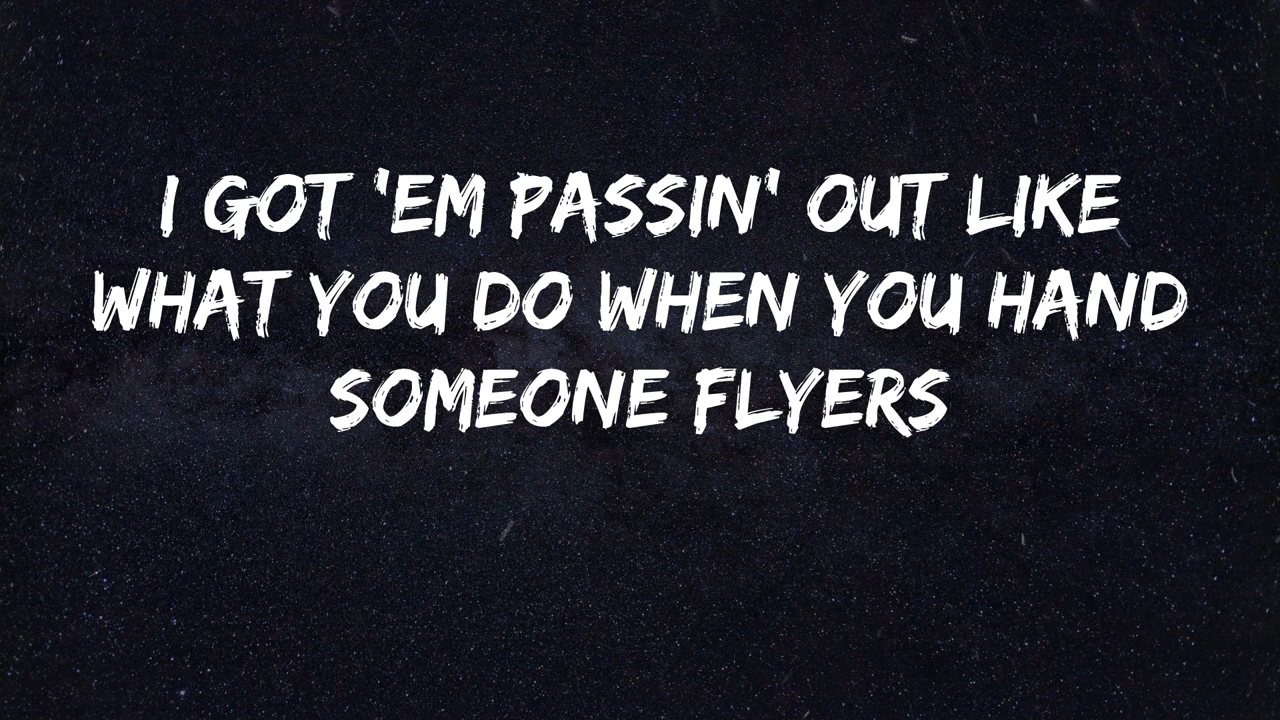 I GOT 'EM PASSIN' OUT LIKE
WHAT YOU DO WHEN YOU HAND
SOMEONE FLYERS